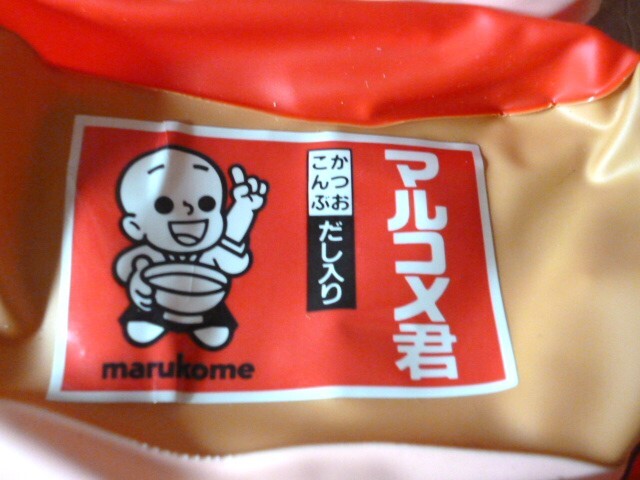 マルコメ君
かつお
こんぶ
だし入り
marukome